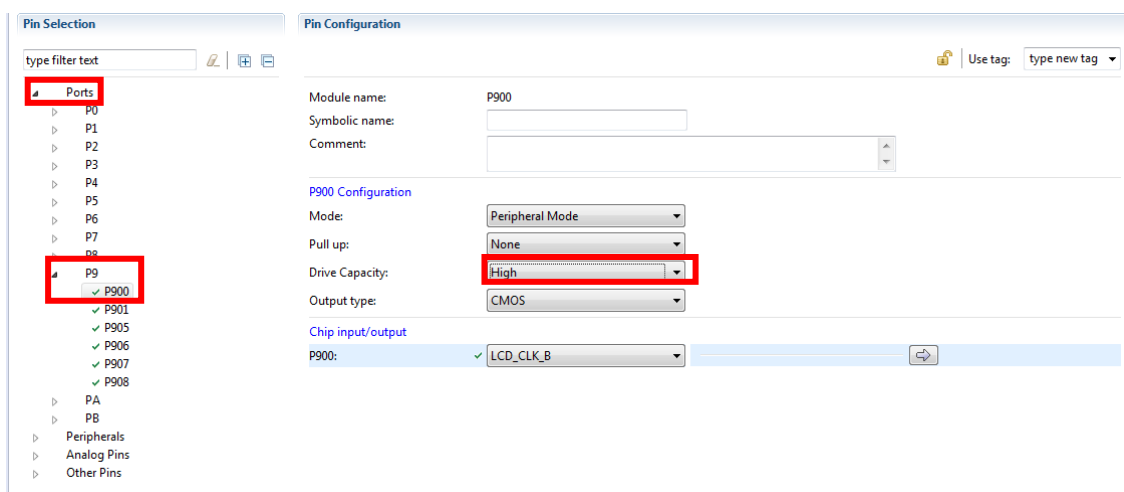 Pin Selection
type filter text
Ports
P0
P1
P2
P3
P4
P5
P6
P7
P8
P9
P900
P901
P905
P906
P907
P908
PA
PB
Peripherals
Analog Pins
Other Pins
Pin Configuration
Use tag: type new tag
Module name: P900
Symbolic name:
Comment:
P900 Configuration
Mode: Peripheral Mode
Pull up: None
Drive Capacity: High
Output type: CMOS
Chip input/output
P900: LCD_CLK_B